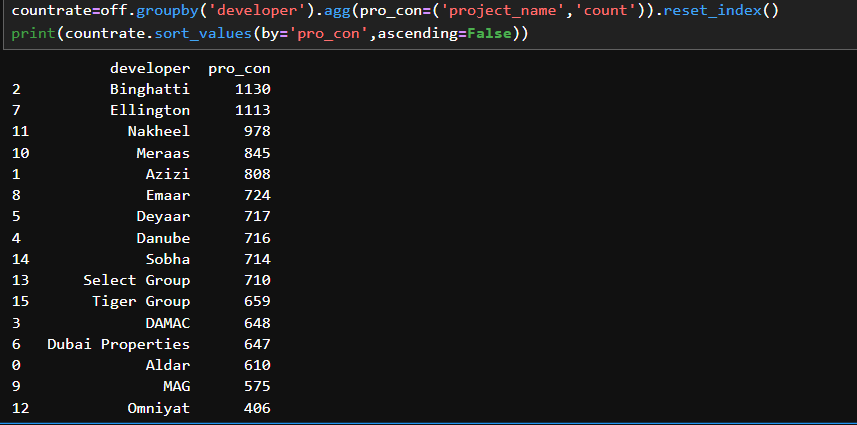 countrate=off.groupby('developer').agg(pro_con=('project_name','count')).reset_index()
print(countrate.sort_values(by='pro_con',ascending=False))
developer pro_con
2 Binghatti 1130
7 Ellington 1113
11 Nakheel 978
10 Meraas 845
1 Azizi 808
8 Emaar 724
5 Deyaar 717
4 Danube 716
14 Sobha 714
13 Select Group 710
15 Tiger Group 659
3 DAMAC 648
6 Dubai Properties 647
0 Aldar 610
9 MAG 575
12 Omniyat 406